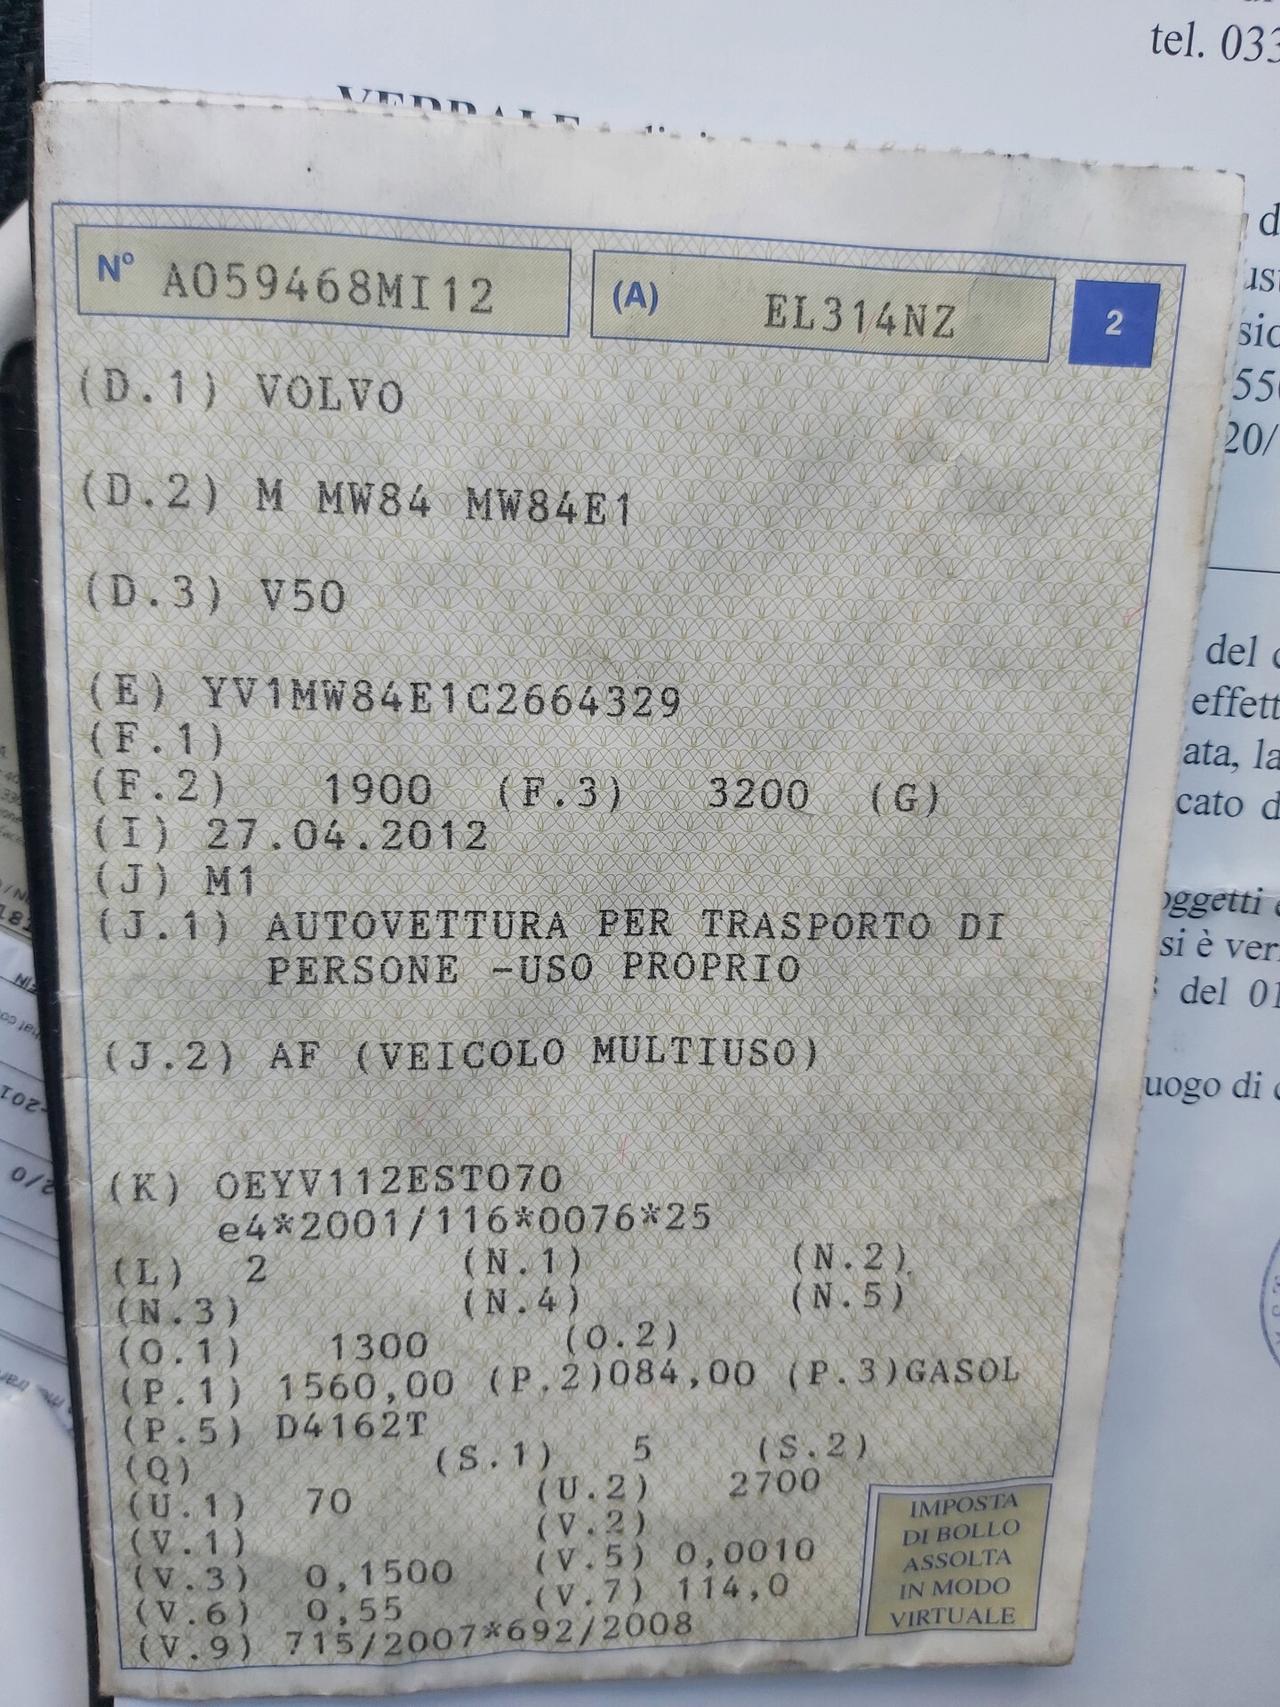 tel. 033
VERBALE
N° A059468MI12 (A) EL314NZ 2
(D.1) VOLVO
(D.2) M MW84 MW84E1
(D.3) V50
(E) YV1MW84E1C2664329
(F.1)
(F.2) 1900 (F.3) 3200 (G)
(I) 27.04.2012
(J) M1
(J.1) AUTOVETTURA PER TRASPORTO DI
PERSONE -USO PROPRIO
(J.2) AF (VEICOLO MULTIUSO)
(K) OEYV112EST070
e4*2001/116*0076*25
(L) 2 (N.1) (N.2)
(N.3) (N.4) (N.5)
(O.1) 1300 (O.2)
(P.1) 1560,00 (P.2)084,00 (P.3)GASOL
(P.5) D4162T
(Q) (S.1) 5 (S.2)
(U.1) 70 (U.2) 2700
(V.1) (V.2)
(V.3) 0,1500 (V.5) 0,0010
(V.6) 0,55 (V.7) 114,0
(V.9) 715/2007*692/2008
IMPOSTA
DI BOLLO
ASSOLTA
IN MODO
VIRTUALE
d
ust
sic
550
20/
del c
effett
ata, la
cato d
oggetti
si è ver
del 01
uogo di c